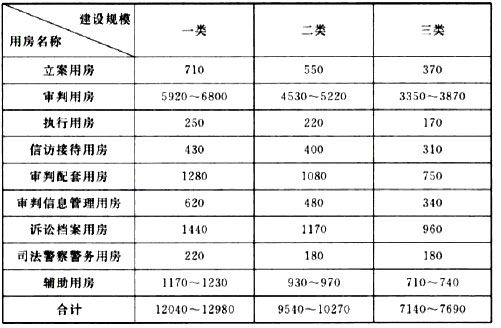 建设规模
用房名称 一类 二类 三类
立案用房 710 550 370
审判用房 5920～6800 4530～5220 3350～3870
执行用房 250 220 170
信访接待用房 430 400 310
审判配套用房 1280 1080 750
审判信息管理用房 620 480 340
诉讼档案用房 1440 1170 960
司法警察警务用房 220 180 180
辅助用房 1170～1230 930～970 710～740
合计 12040～12980 9540～10270 7140～7690